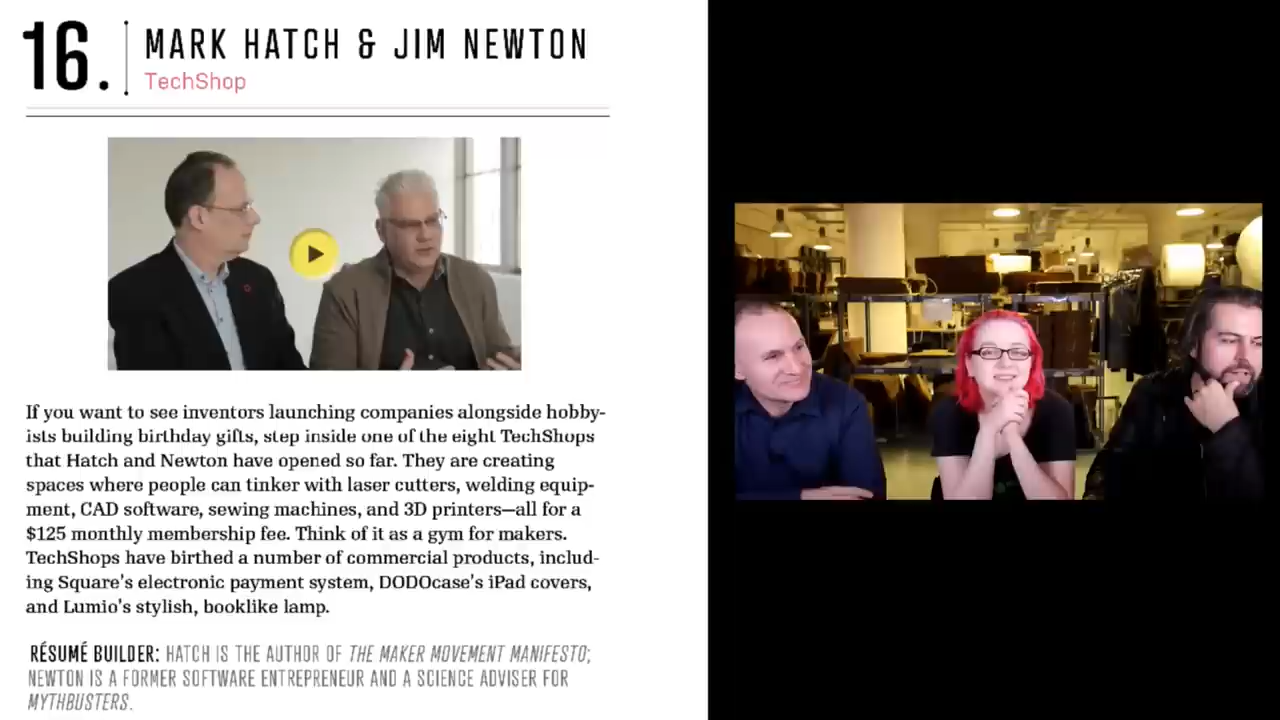 16.
MARK HATCH & JIM NEWTON
TechShop
If you want to see inventors launching companies alongside hobby-
ists building birthday gifts, step inside one of the eight TechShops
that Hatch and Newton have opened so far. They are creating
spaces where people can tinker with laser cutters, welding equip-
ment, CAD software, sewing machines, and 3D printers—all for a
$125 monthly membership fee. Think of it as a gym for makers.
TechShops have birthed a number of commercial products, includ-
ing Square's electronic payment system, DODOcase's iPad covers,
and Lumio's stylish, booklike lamp.
RÉSUMÉ BUILDER: HATCH IS THE AUTHOR OF THE MAKER MOVEMENT MANIFESTO;
NEWTON IS A FORMER SOFTWARE ENTREPRENEUR AND A SCIENCE ADVISER FOR
MYTHBUSTERS.